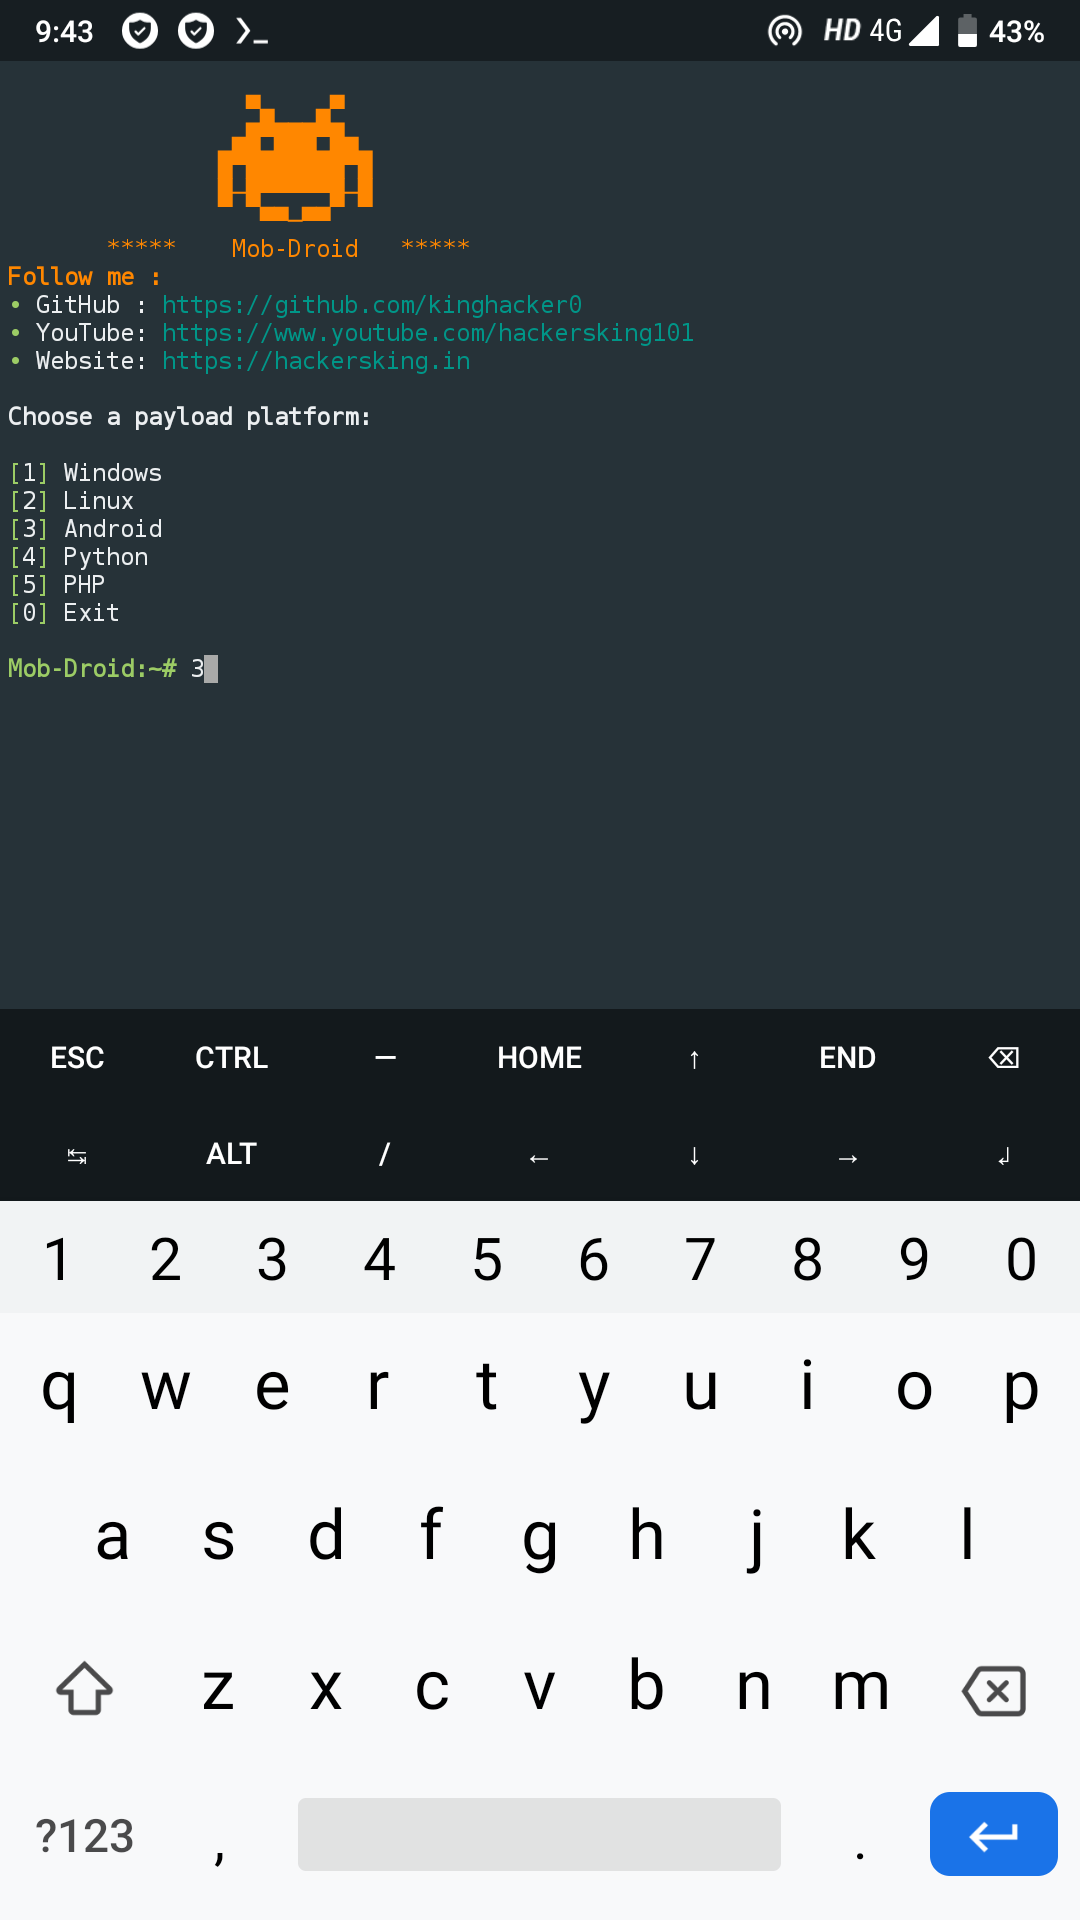 9:43 HD 4G 43%
***** Mob-Droid *****
Follow me :
• GitHub : https://github.com/kinghacker0
• YouTube: https://www.youtube.com/hackersking101
• Website: https://hackersking.in
Choose a payload platform:
[1] Windows
[2] Linux
[3] Android
[4] Python
[5] PHP
[0] Exit
Mob-Droid:~# 3
ESC CTRL — HOME ↑ END ⌫
↹ ALT / ← ↓ → ↲
1 2 3 4 5 6 7 8 9 0
q w e r t y u i o p
a s d f g h j k l
z x c v b n m
?123 , .